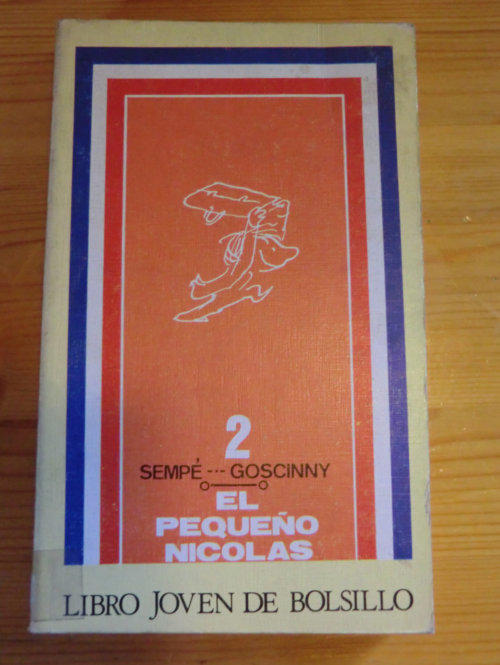 2
SEMPÉ --- GOSCINNY
EL
PEQUEÑO
NICOLAS
LIBRO JOVEN DE BOLSILLO